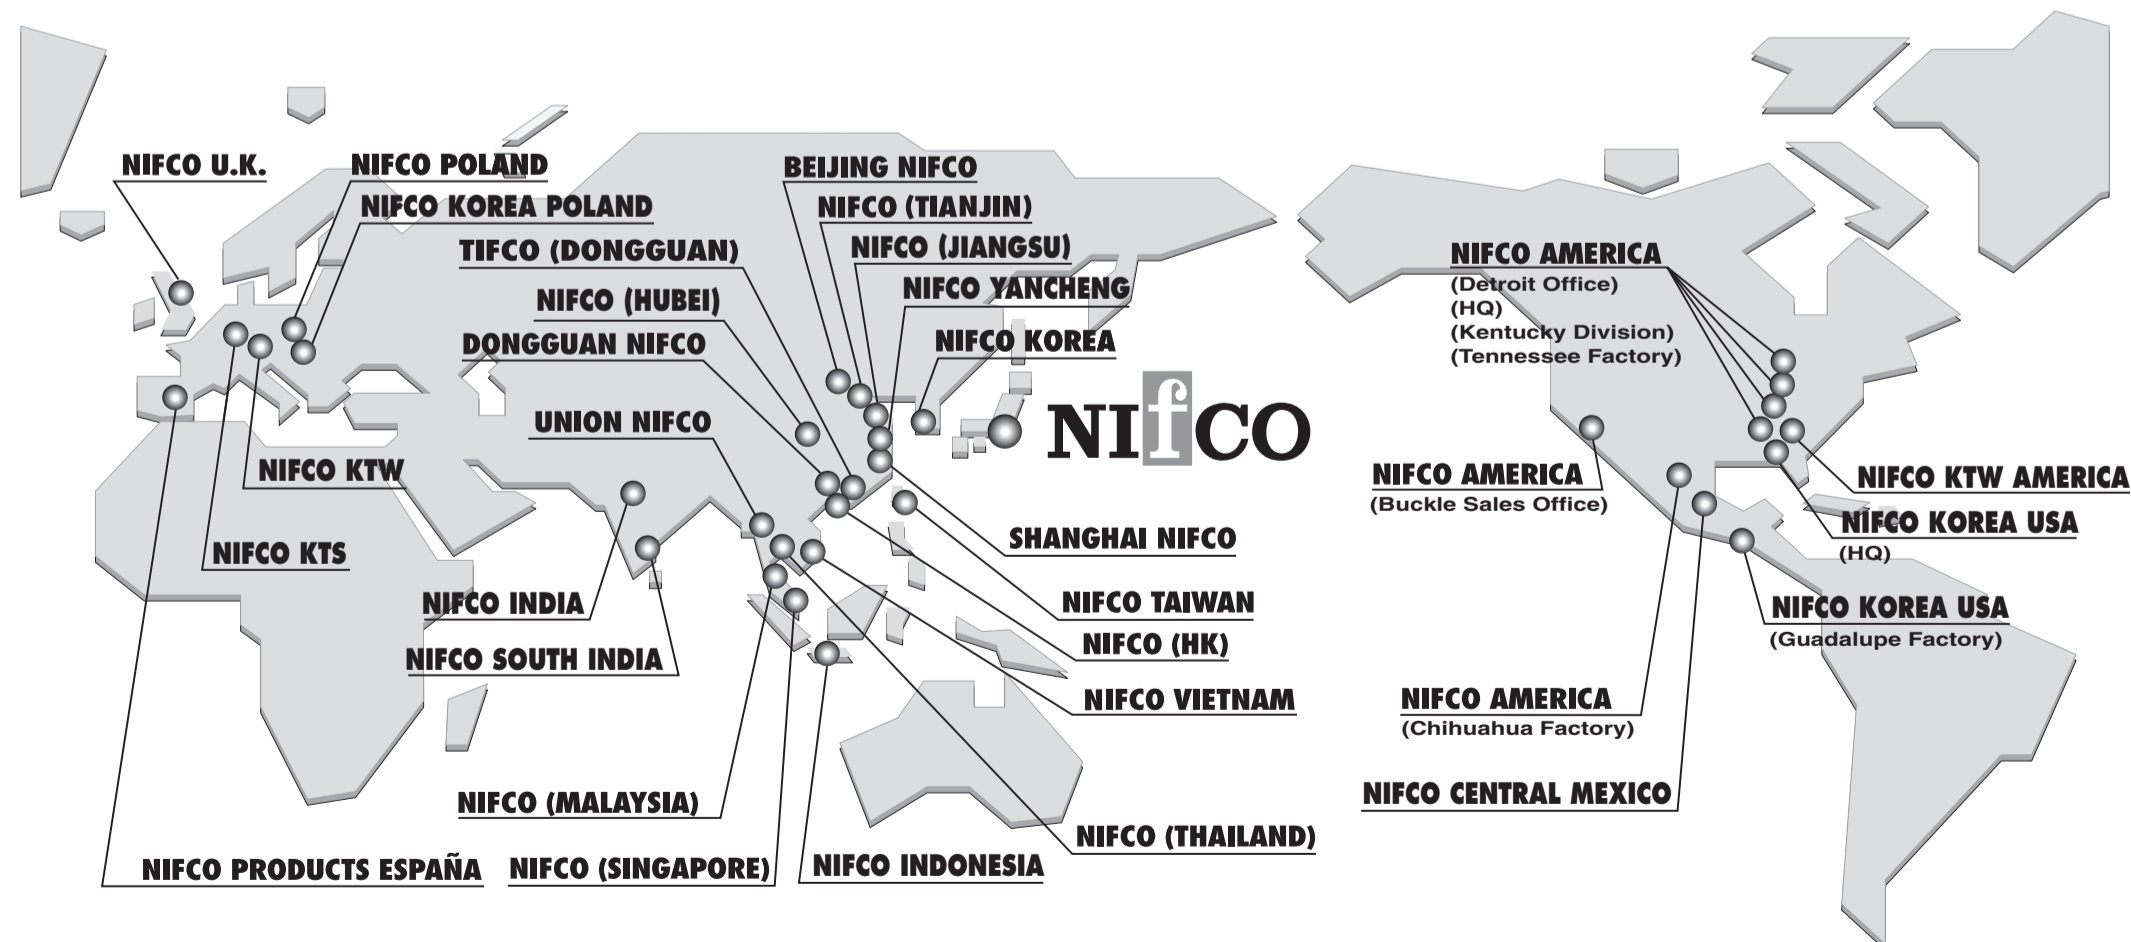 NIFCO U.K.
NIFCO POLAND
NIFCO KOREA POLAND
TIFCO (DONGGUAN)
NIFCO (HUBEI)
DONGGUAN NIFCO
UNION NIFCO
BEIJING NIFCO
NIFCO (TIANJIN)
NIFCO (JIANGSU)
NIFCO YANCHENG
NIFCO KOREA
NIfCO
NIFCO KTW
NIFCO KTS
NIFCO INDIA
NIFCO SOUTH INDIA
NIFCO (MALAYSIA)
NIFCO PRODUCTS ESPAÑA
NIFCO (SINGAPORE)
NIFCO INDONESIA
SHANGHAI NIFCO
NIFCO TAIWAN
NIFCO (HK)
NIFCO VIETNAM
NIFCO (THAILAND)
NIFCO AMERICA
(Detroit Office)
(HQ)
(Kentucky Division)
(Tennessee Factory)
NIFCO AMERICA
(Buckle Sales Office)
NIFCO KTW AMERICA
NIFCO KOREA USA
(HQ)
NIFCO KOREA USA
(Guadalupe Factory)
NIFCO AMERICA
(Chihuahua Factory)
NIFCO CENTRAL MEXICO